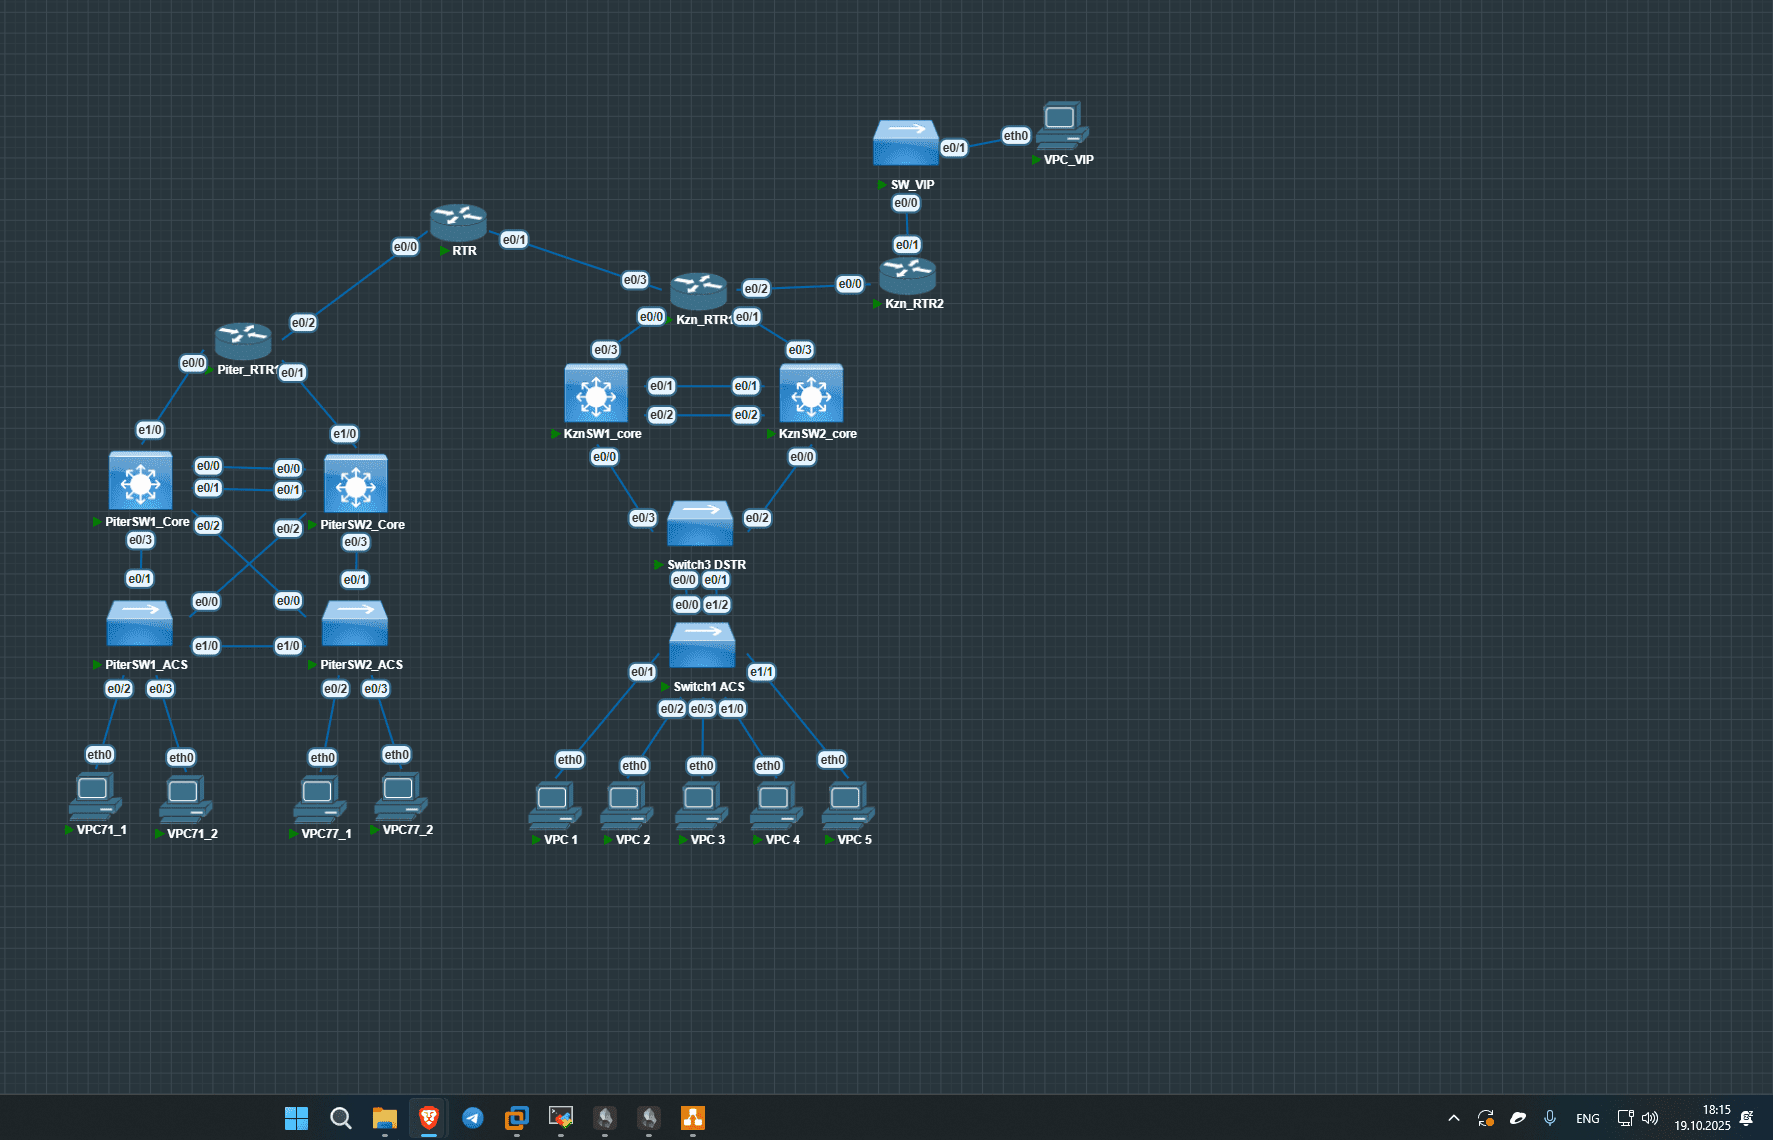 eth0
e0/1
VPC_VIP
SW_VIP
e0/0
e0/0
e0/1
e0/1
RTR
e0/3
e0/2
e0/0
Kzn_RTR2
e0/0
Kzn_RTR1
e0/1
e0/2
e0/0
Piter_RTR1
e0/1
e0/3
e0/3
e0/1
e0/1
e0/2
e0/2
KznSW1_core
KznSW2_core
e1/0
e1/0
e0/0
e0/0
e0/0
e0/0
e0/1
e0/1
PiterSW1_Core
e0/2
e0/2
PiterSW2_Core
e0/3
e0/2
e0/3
e0/3
Switch3 DSTR
e0/1
e0/1
e0/0
e0/1
e0/0
e0/0
e0/0
e1/2
e1/0
e1/0
PiterSW1_ACS
PiterSW2_ACS
e0/1
e1/1
Switch1 ACS
e0/2
e0/3
e0/2
e0/3
e0/2
e0/3
e1/0
eth0
eth0
eth0
eth0
eth0
eth0
eth0
eth0
eth0
VPC71_1
VPC71_2
VPC77_1
VPC77_2
VPC 1
VPC 2
VPC 3
VPC 4
VPC 5
ENG
18:15
19.10.2025